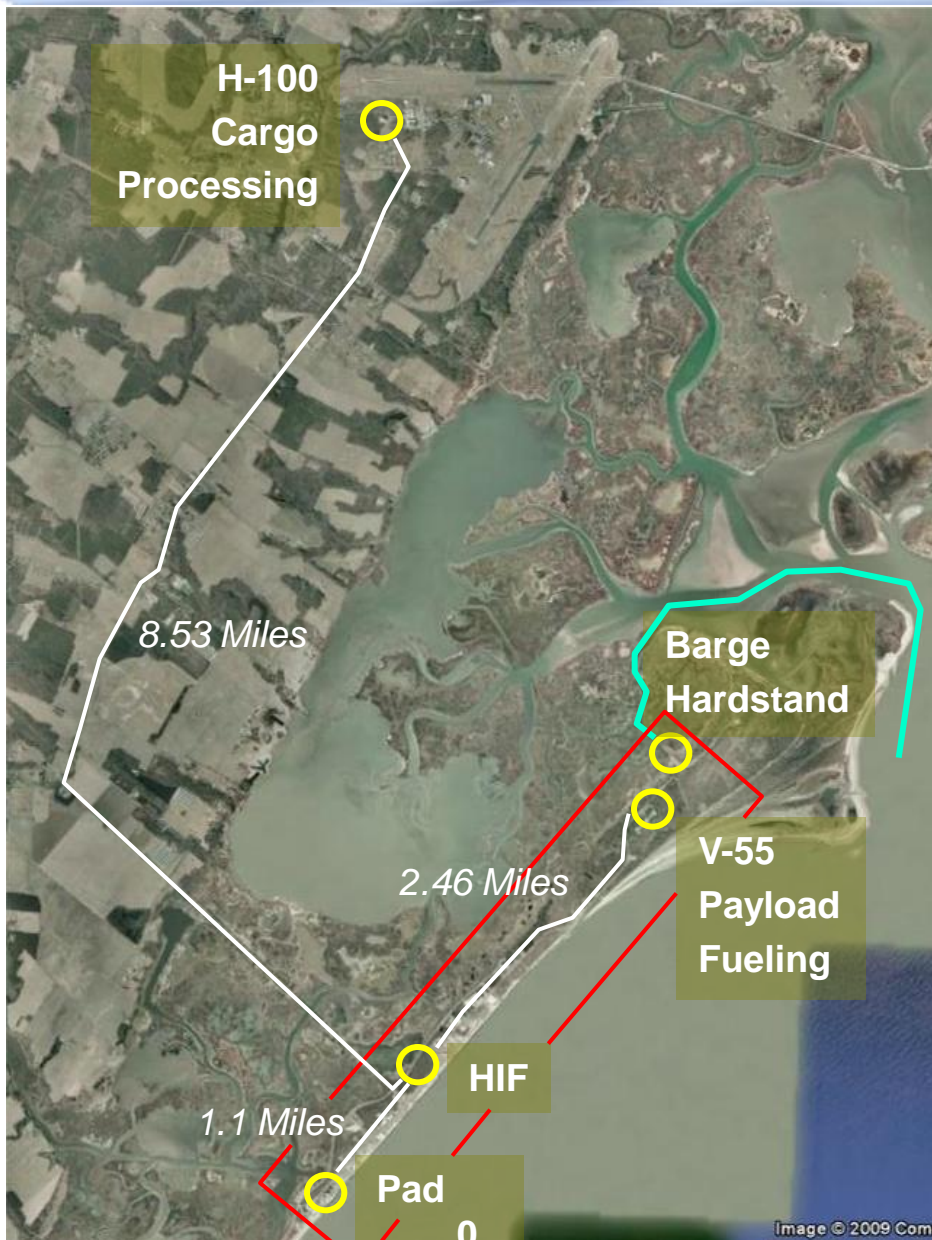 H-100
Cargo
Processing
8.53 Miles
Barge
Hardstand
2.46 Miles
V-55
Payload
Fueling
HIF
1.1 Miles
Pad
0
Image © 2009 Com